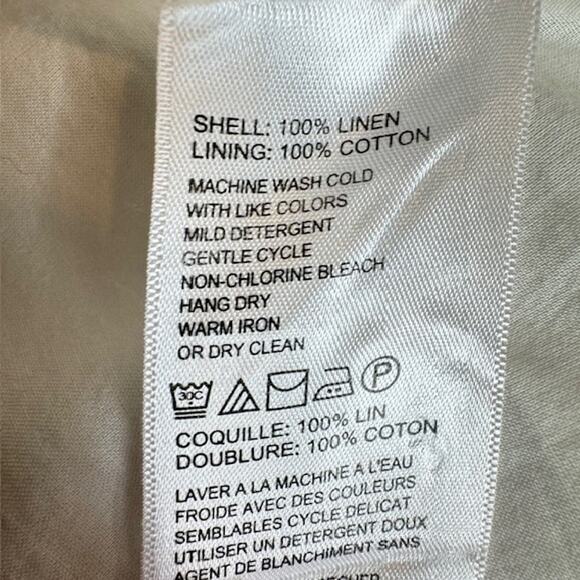 SHELL: 100% LINEN
LINING: 100% COTTON
MACHINE WASH COLD
WITH LIKE COLORS
MILD DETERGENT
GENTLE CYCLE
NON-CHLORINE BLEACH
HANG DRY
WARM IRON
OR DRY CLEAN
30C P
COQUILLE: 100% LIN
DOUBLURE: 100% COTON
LAVER A LA MACHINE A L'EAU
FROIDE AVEC DES COULEURS
SEMBLABLES CYCLE DELICAT
UTILISER UN DETERGENT DOUX
AGENT DE BLANCHIMENT SANS